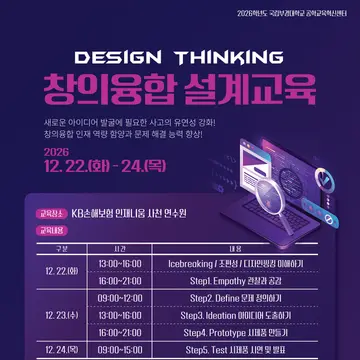 2026학년도 국립부경대학교 공학교육혁신센터
DESIGN THINKING
창의융합 설계교육
새로운 아이디어 발굴에 필요한 사고의 유연성 강화!
창의융합 인재 역량 함양과 문제 해결 능력 향상!
2026
12. 22.(화) - 24.(목)
교육장소 KB손해보험 인재니움 사천 연수원
교육내용
구 분 시 간 내 용
12. 22.(화) 13:00~16:00 Icebreaking / 조편성 / 디자인씽킹 이해하기
16:00~21:00 Step1. Empathy 관찰과 공감
12. 23.(수) 09:00~12:00 Step2. Define 문제 정의하기
13:00~16:00 Step3. Ideation 아이디어 도출하기
16:00~21:00 Step4. Prototype 시제품 만들기
12. 24.(목) 09:00~15:00 Step5. Test 시제품 시연 및 발표